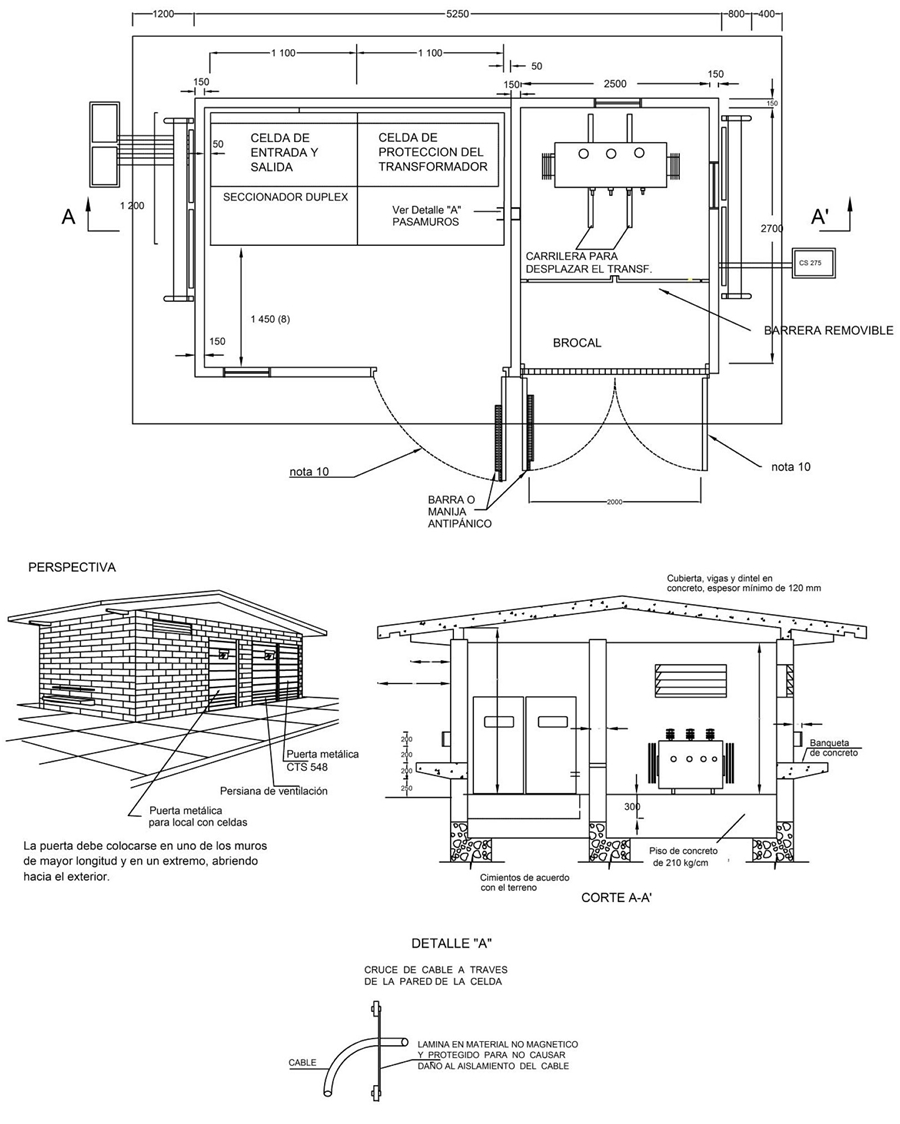 1200
5250
800
400
1 100
1 100
50
150
150
2500
150
150
CELDA DE
ENTRADA Y
SALIDA
CELDA DE
PROTECCION DEL
TRANSFORMADOR
50
SECCIONADOR DUPLEX
Ver Detalle "A"
PASAMUROS
1 200
A
A'
2700
CS 275
CARRILERA PARA
DESPLAZAR EL TRANSF.
1 450 (8)
150
BARRERA REMOVIBLE
BROCAL
nota 10
nota 10
BARRA O
MANIJA
ANTIPÁNICO
2000
PERSPECTIVA
Puerta metálica
CTS 548
Persiana de ventilación
Puerta metálica
para local con celdas
La puerta debe colocarse en uno de los muros
de mayor longitud y en un extremo, abriendo
hacia el exterior.
Cubierta, vigas y dintel en
concreto, espesor mínimo de 120 mm
200
200
200
250
300
Banqueta
de concreto
Piso de concreto
de 210 kg/cm
Cimientos de acuerdo
con el terreno
CORTE A-A'
DETALLE "A"
CRUCE DE CABLE A TRAVES
DE LA PARED DE LA CELDA
CABLE
LAMINA EN MATERIAL NO MAGNETICO
Y PROTEGIDO PARA NO CAUSAR
DAÑO AL AISLAMIENTO DEL CABLE